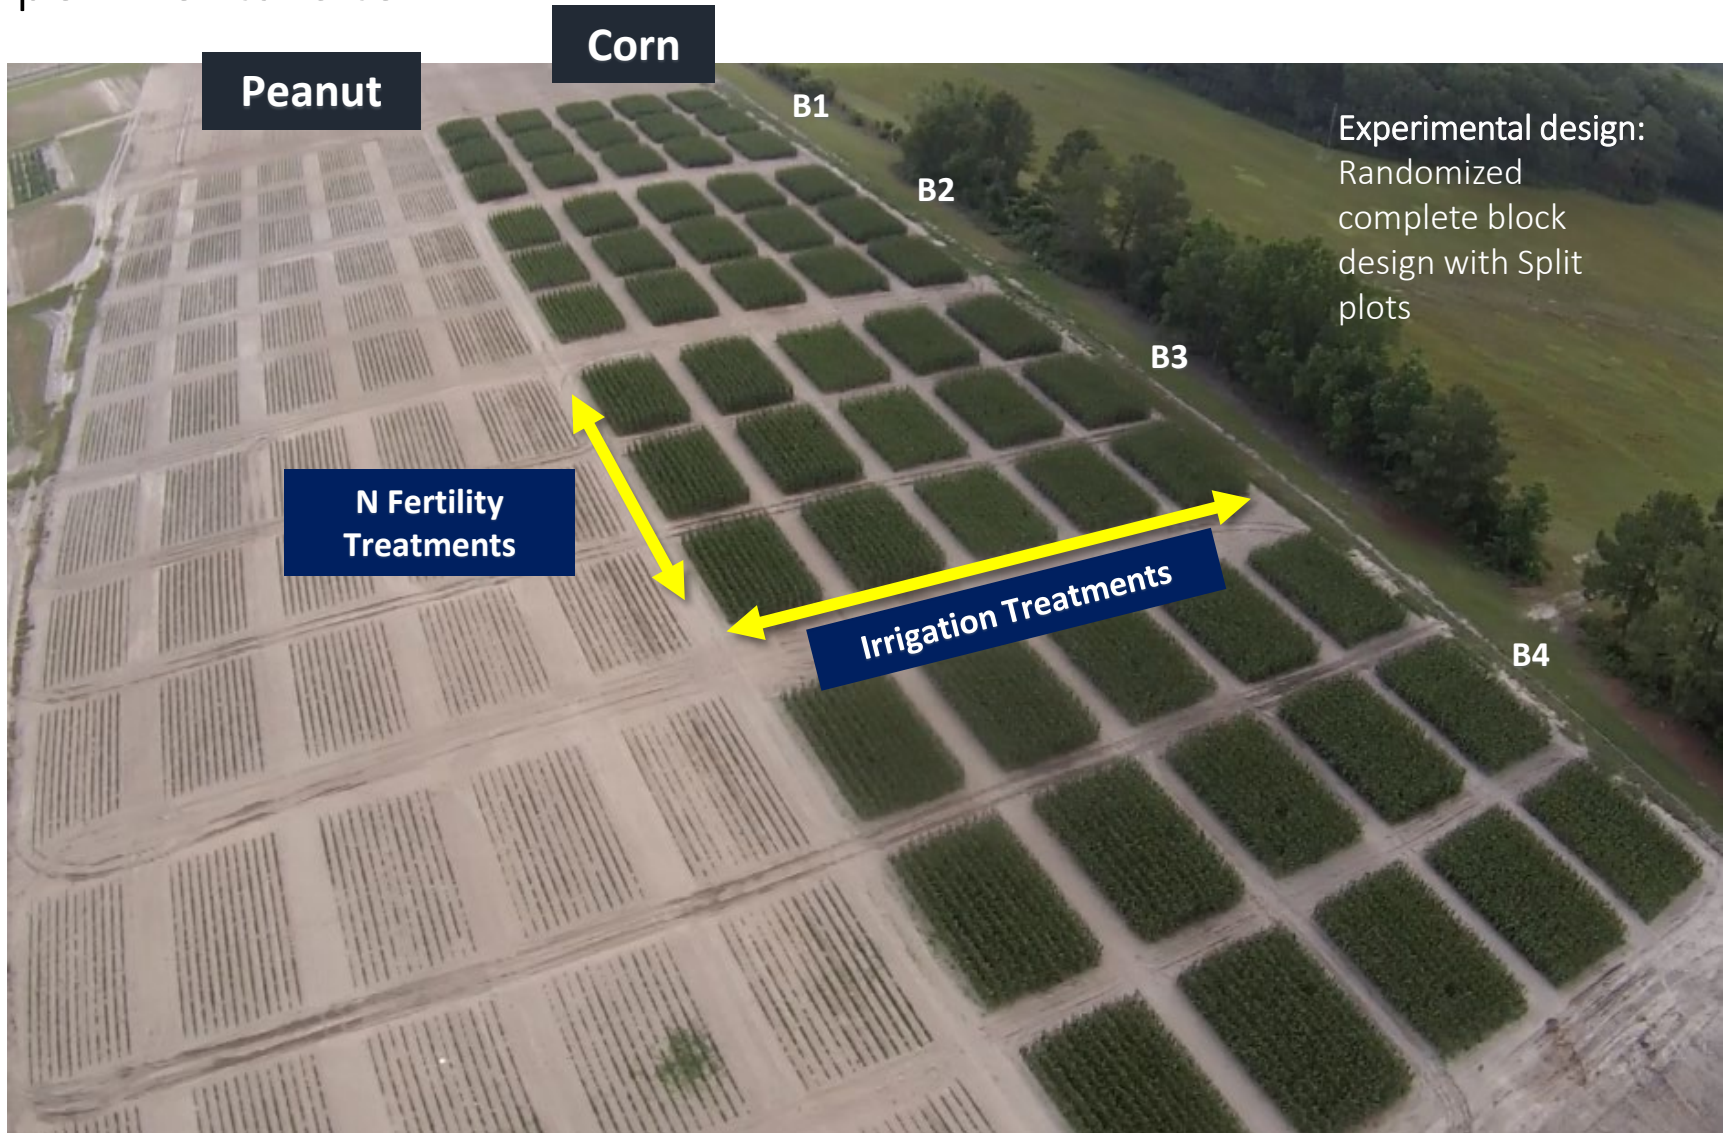 Corn
Peanut
B1
Experimental design:
Randomized
complete block
design with Split
plots
B2
B3
N Fertility
Treatments
Irrigation Treatments
B4